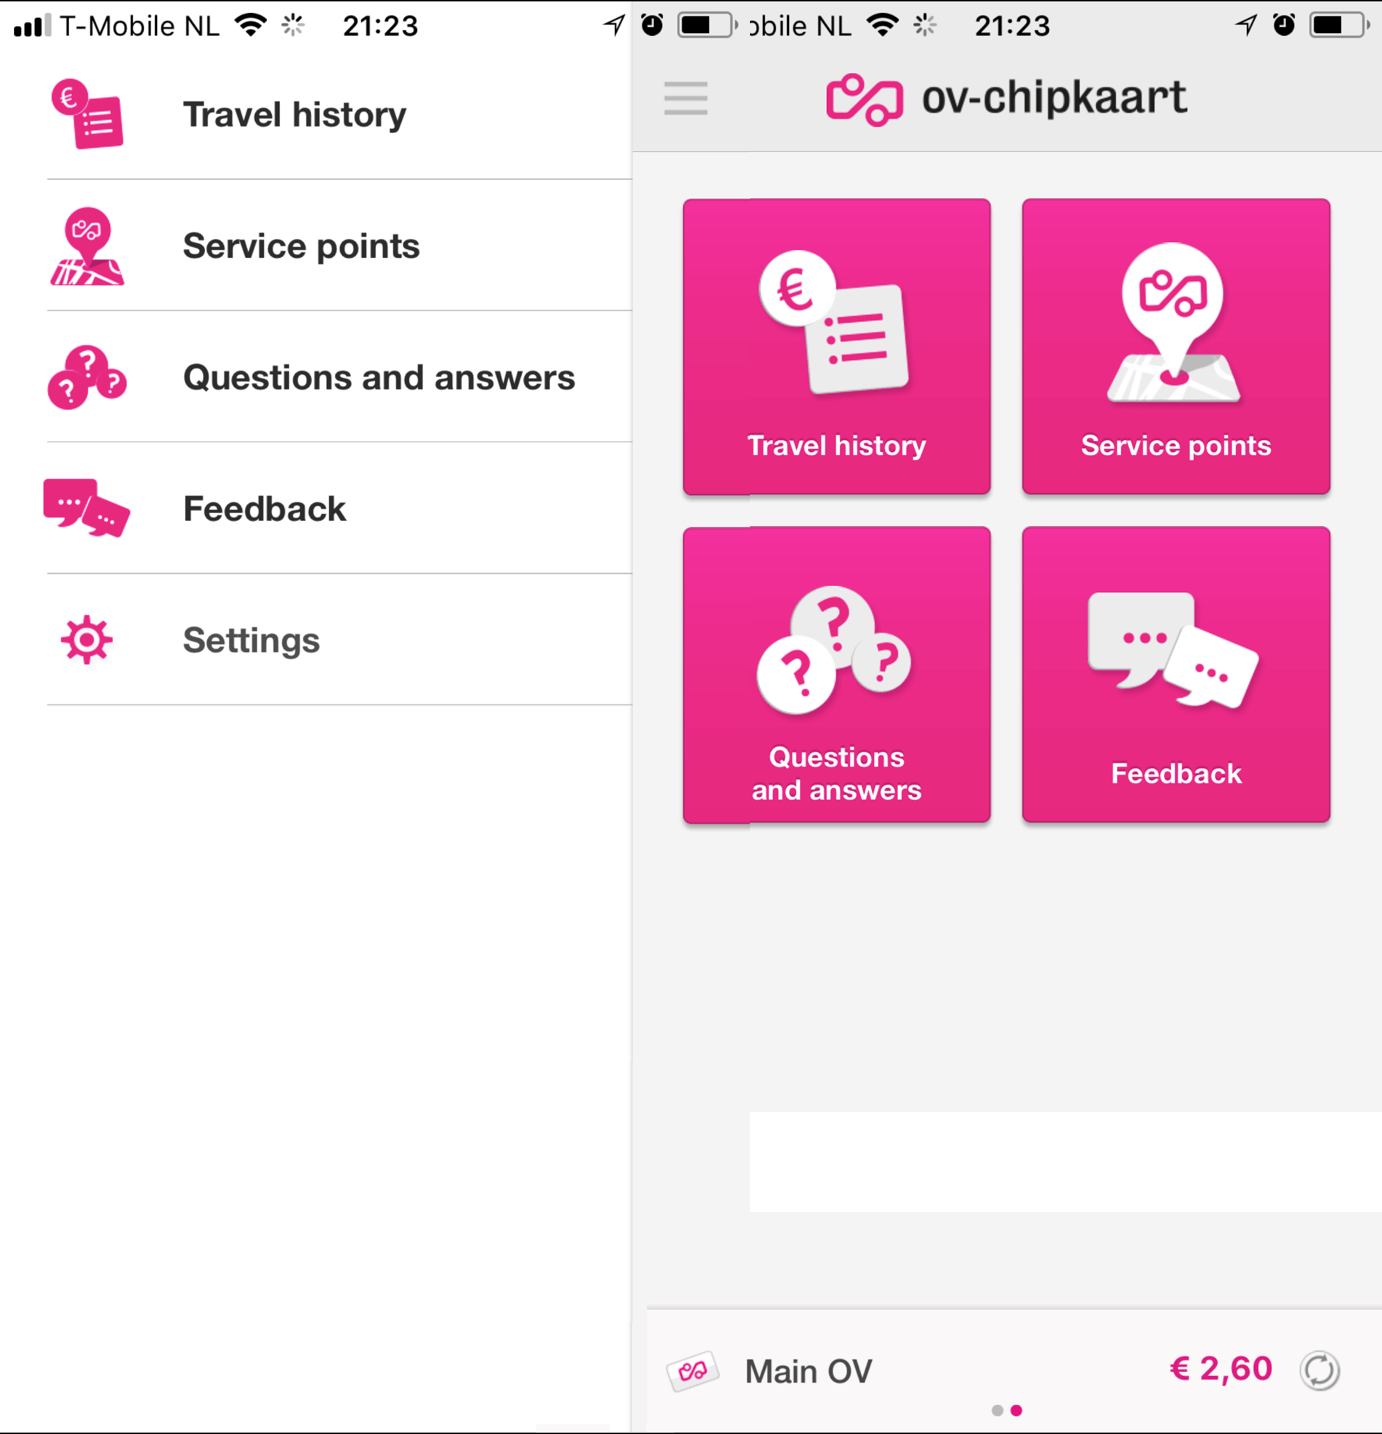 T-Mobile NL 21:23
Travel history
Service points
Questions and answers
Feedback
Settings
obile NL 21:23
ov-chipkaart
€
Travel history
Service points
? ? ?
Questions
and answers
Feedback
Main OV € 2,60